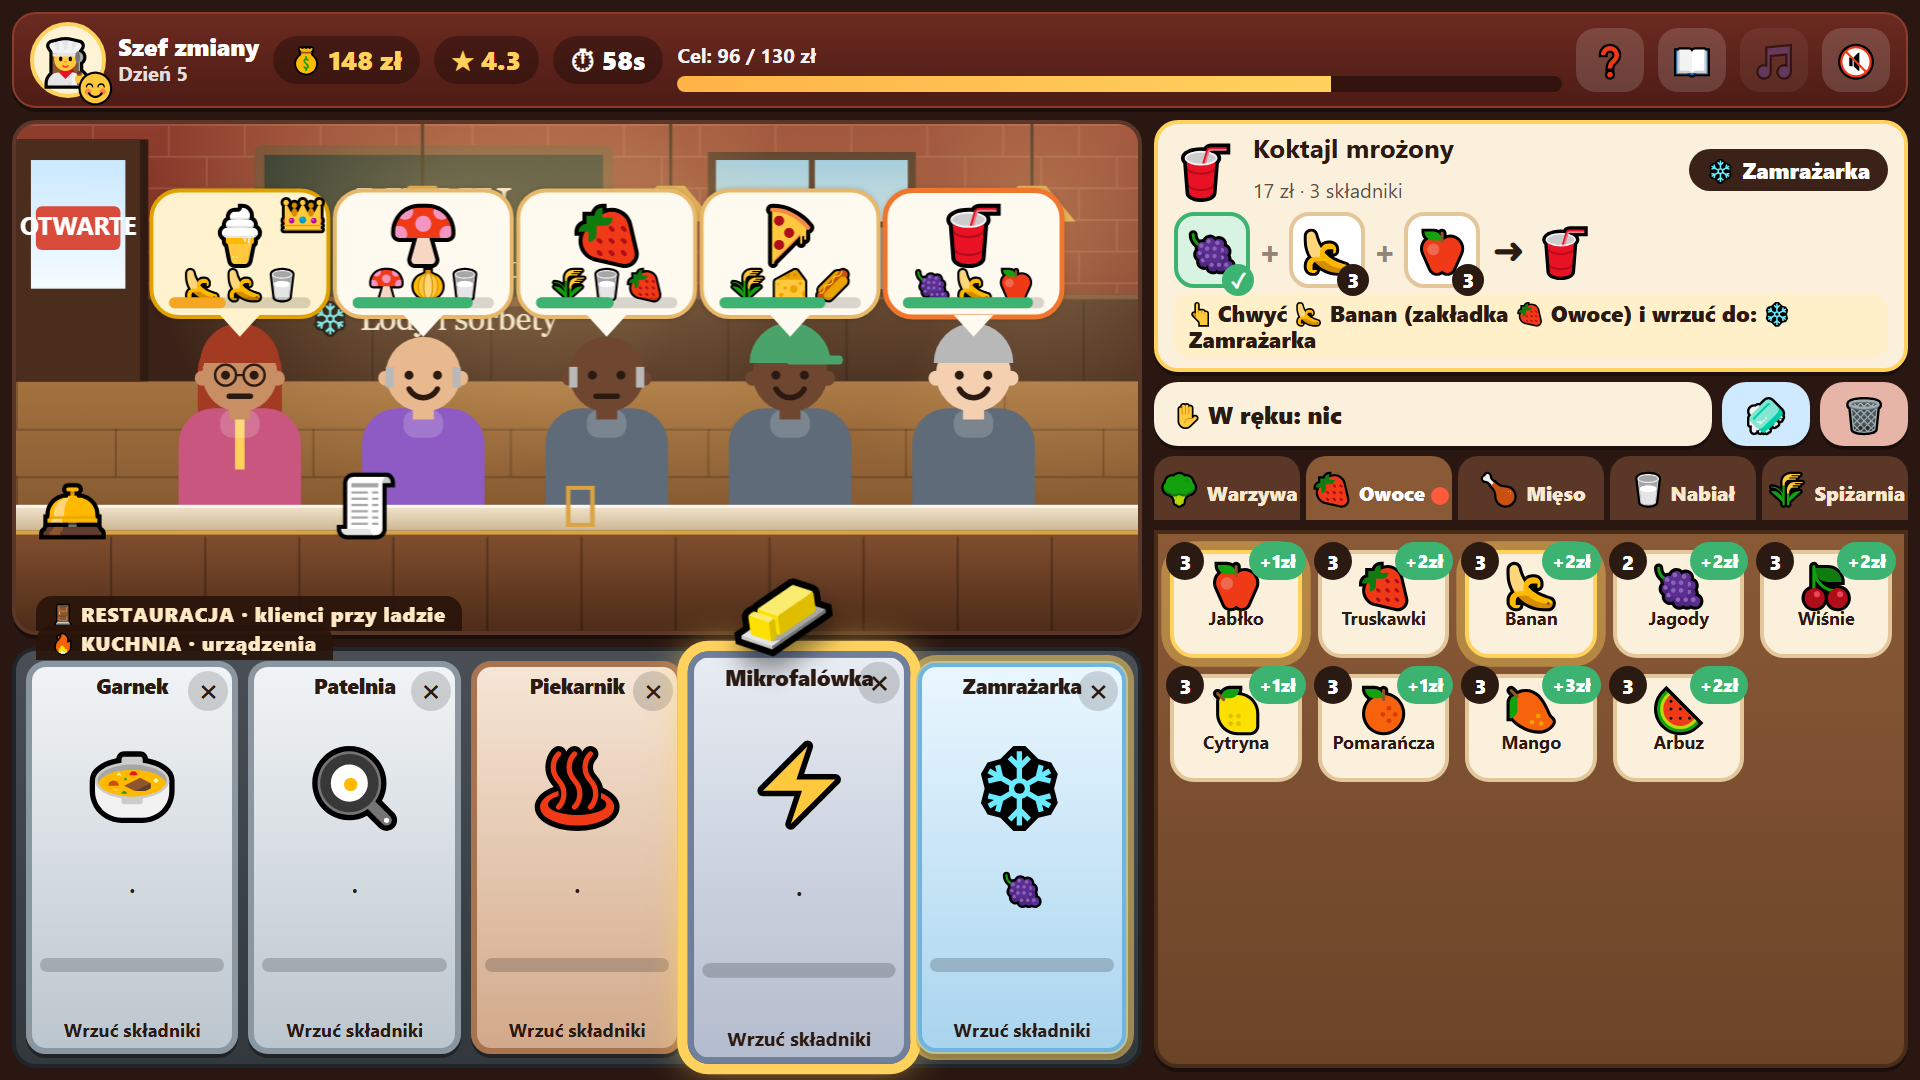 Szef zmiany
Dzień 5
148 zł
★ 4.3
58s
Cel: 96 / 130 zł
OTWARTE
Lody i sorbety
RESTAURACJA · klienci przy ladzie
KUCHNIA · urządzenia
Garnek
Wrzuć składniki
Patelnia
Wrzuć składniki
Piekarnik
Wrzuć składniki
Mikrofalówka
Wrzuć składniki
Zamrażarka
Wrzuć składniki
Koktajl mrożony
17 zł · 3 składniki
Zamrażarka
+ 3 + 3 →
Chwyć Banan (zakładka Owoce) i wrzuć do:
Zamrażarka
W ręku: nic
Warzywa
Owoce
Mięso
Nabiał
Spiżarnia
3 +1zł
Jabłko
3 +2zł
Truskawki
3 +2zł
Banan
2 +2zł
Jagody
3 +2zł
Wiśnie
3 +1zł
Cytryna
3 +1zł
Pomarańcza
3 +3zł
Mango
3 +2zł
Arbuz